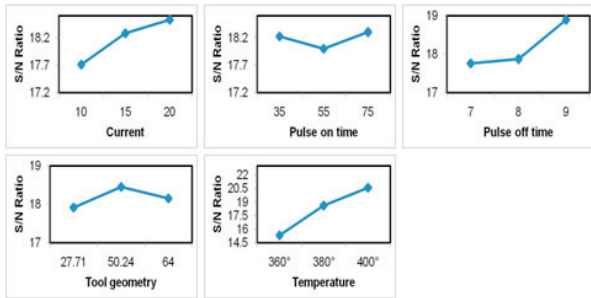 S/N Ratio
18.2
17.7
17.2
10 15 20
Current
S/N Ratio
18.2
17.7
17.2
35 55 75
Pulse on time
S/N Ratio
19
18
17
7 8 9
Pulse off time
S/N Ratio
19
18
17
27.71 50.24 64
Tool geometry
S/N Ratio
22
20.5
19
17.5
16
14.5
360° 380° 400°
Temperature